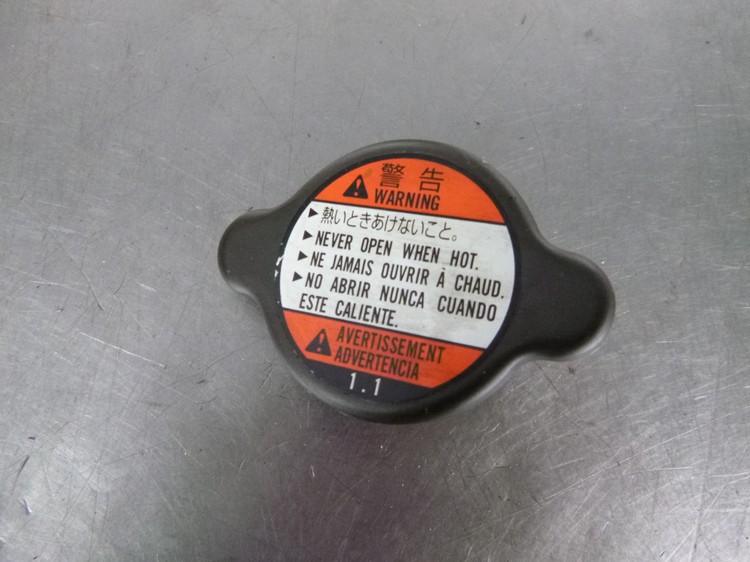 警告
WARNING
▶熱いときあけないこと。
▶NEVER OPEN WHEN HOT.
▶NE JAMAIS OUVRIR À CHAUD.
▶NO ABRIR NUNCA CUANDO
ESTE CALIENTE.
AVERTISSEMENT
ADVERTENCIA
1.1